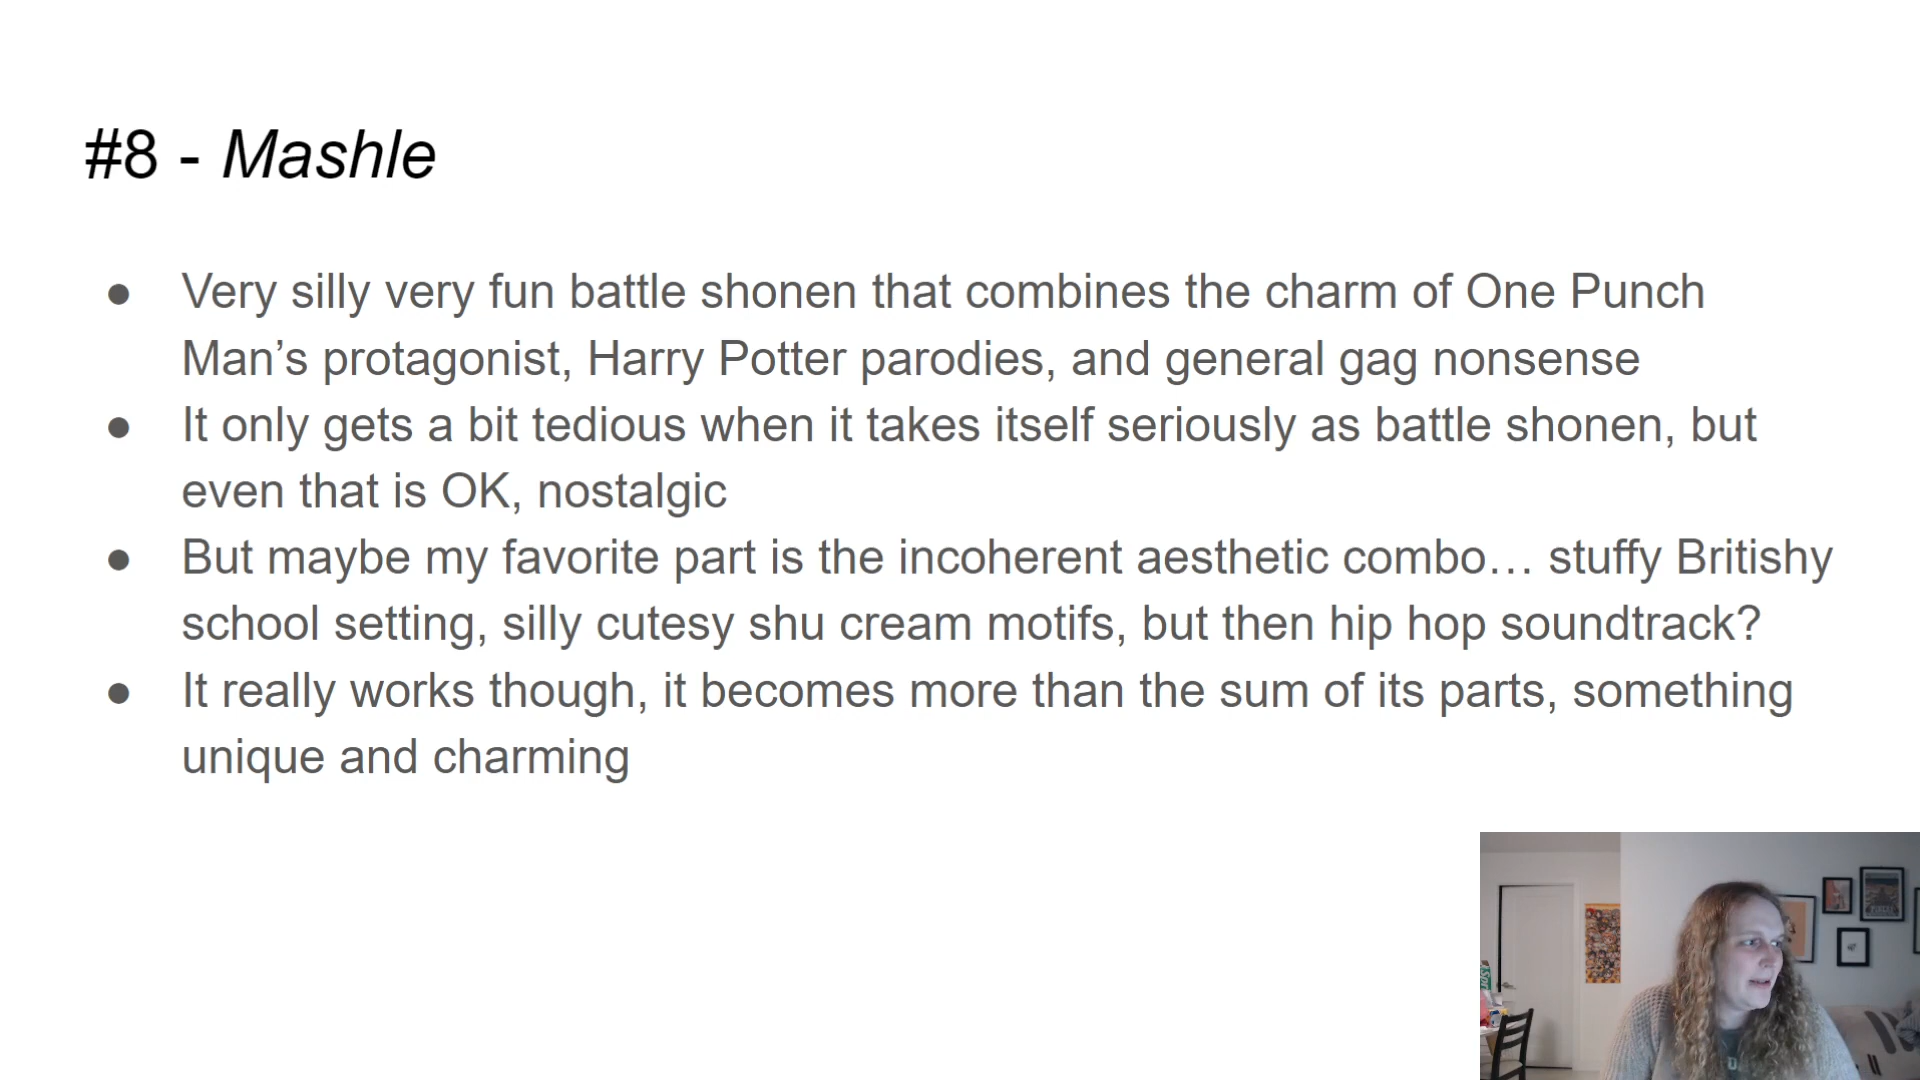 #8 - Mashle
● Very silly very fun battle shonen that combines the charm of One Punch
Man’s protagonist, Harry Potter parodies, and general gag nonsense
● It only gets a bit tedious when it takes itself seriously as battle shonen, but
even that is OK, nostalgic
● But maybe my favorite part is the incoherent aesthetic combo… stuffy Britishy
school setting, silly cutesy shu cream motifs, but then hip hop soundtrack?
● It really works though, it becomes more than the sum of its parts, something
unique and charming